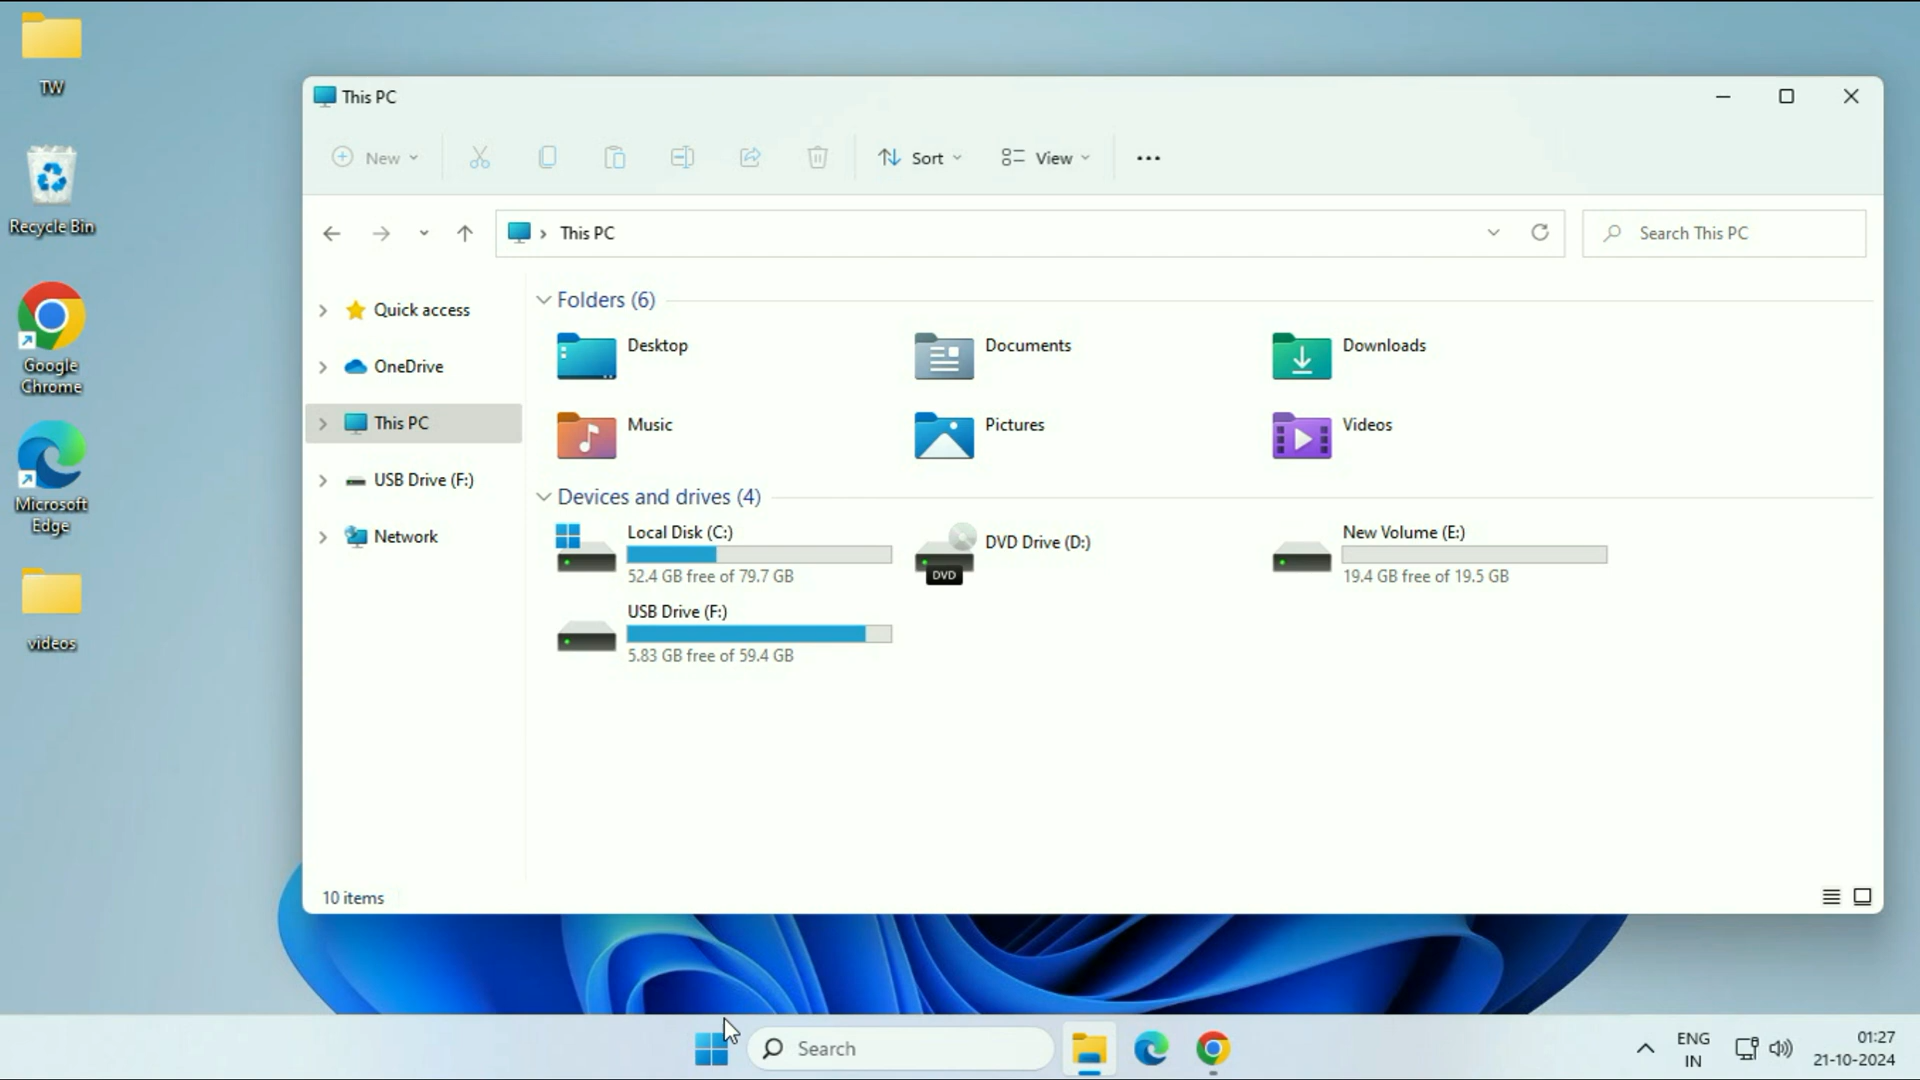 TW
Recycle Bin
Google
Chrome
Microsoft
Edge
videos
This PC
New
Sort
View
This PC
Search This PC
Quick access
OneDrive
This PC
USB Drive (F:)
Network
Folders (6)
Desktop
Documents
Downloads
Music
Pictures
Videos
Devices and drives (4)
Local Disk (C:)
52.4 GB free of 79.7 GB
DVD Drive (D:)
DVD
New Volume (E:)
19.4 GB free of 19.5 GB
USB Drive (F:)
5.83 GB free of 59.4 GB
10 items
Search
ENG
IN
01:27
21-10-2024